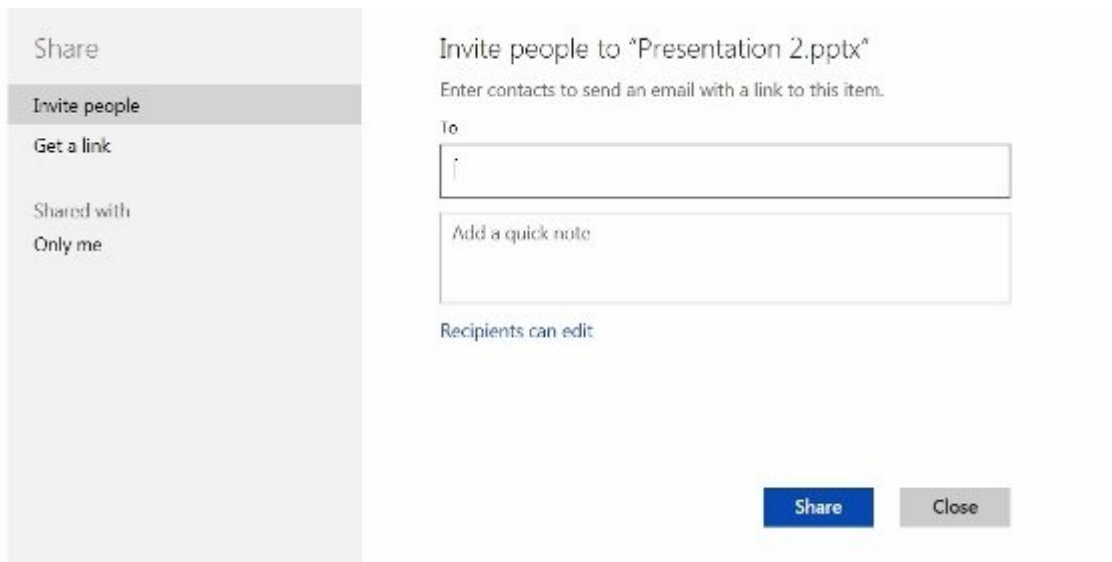 Share
Invite people
Get a link
Shared with
Only me
Invite people to “Presentation 2.pptx”
Enter contacts to send an email with a link to this item.
To
Add a quick note
Recipients can edit
Share
Close